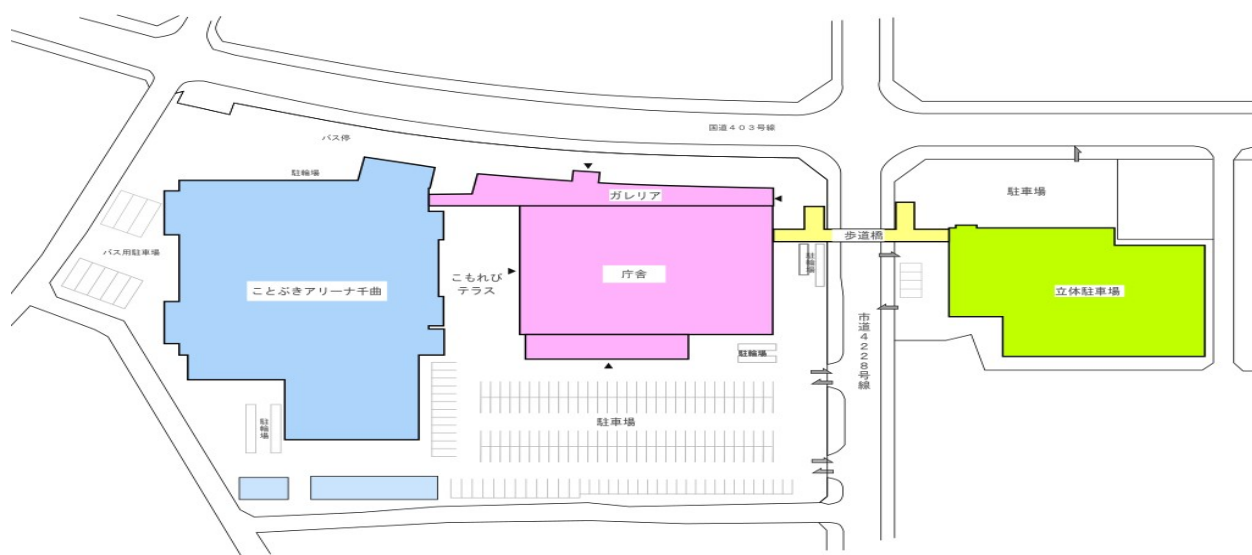 国道４０３号線
バス停
駐輪場
駐車場
ガレリア
歩道橋
バス用駐車場
駐輪場
こもれび
テラス
庁舎
ことぶきアリーナ千曲
立体駐車場
市道４２２８号線
駐輪場
駐車場
駐輪場